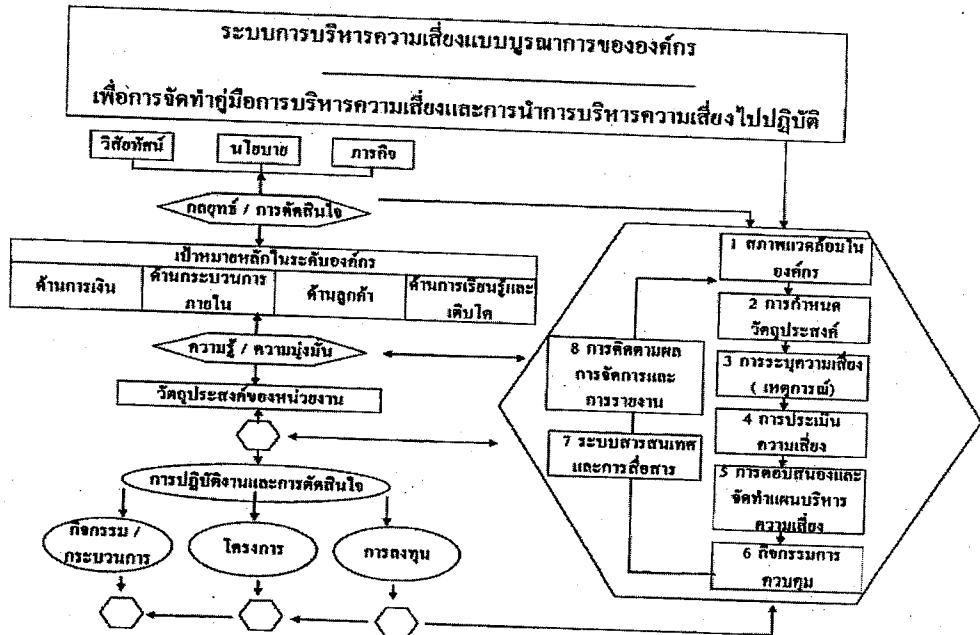 ระบบการบริหารความเสี่ยงแบบบูรณาการขององค์กร
เพื่อการจัดทำคู่มือการบริหารความเสี่ยงและการนำการบริหารความเสี่ยงไปปฏิบัติ
วิสัยทัศน์
นโยบาย
ภารกิจ
กลยุทธ์ / การตัดสินใจ
เป้าหมายหลักในระดับองค์กร
ด้านการเงิน
ด้านกระบวนการ
ภายใน
ด้านลูกค้า
ด้านการเรียนรู้และ
เติบโต
ความรู้ / ความมุ่งมั่น
วัตถุประสงค์ของหน่วยงาน
การปฏิบัติงานและการตัดสินใจ
กิจกรรม /
กระบวนการ
โครงการ
การลงทุน
1 สภาพแวดล้อมใน
องค์กร
2 การกำหนด
วัตถุประสงค์
3 การระบุความเสี่ยง
( เหตุการณ์)
4 การประเมิน
ความเสี่ยง
5 การตอบสนองและ
จัดทำแผนบริหาร
ความเสี่ยง
6 กิจกรรมการ
ควบคุม
7 ระบบสารสนเทศ
และการสื่อสาร
8 การติดตามผล
การจัดการและ
การรายงาน